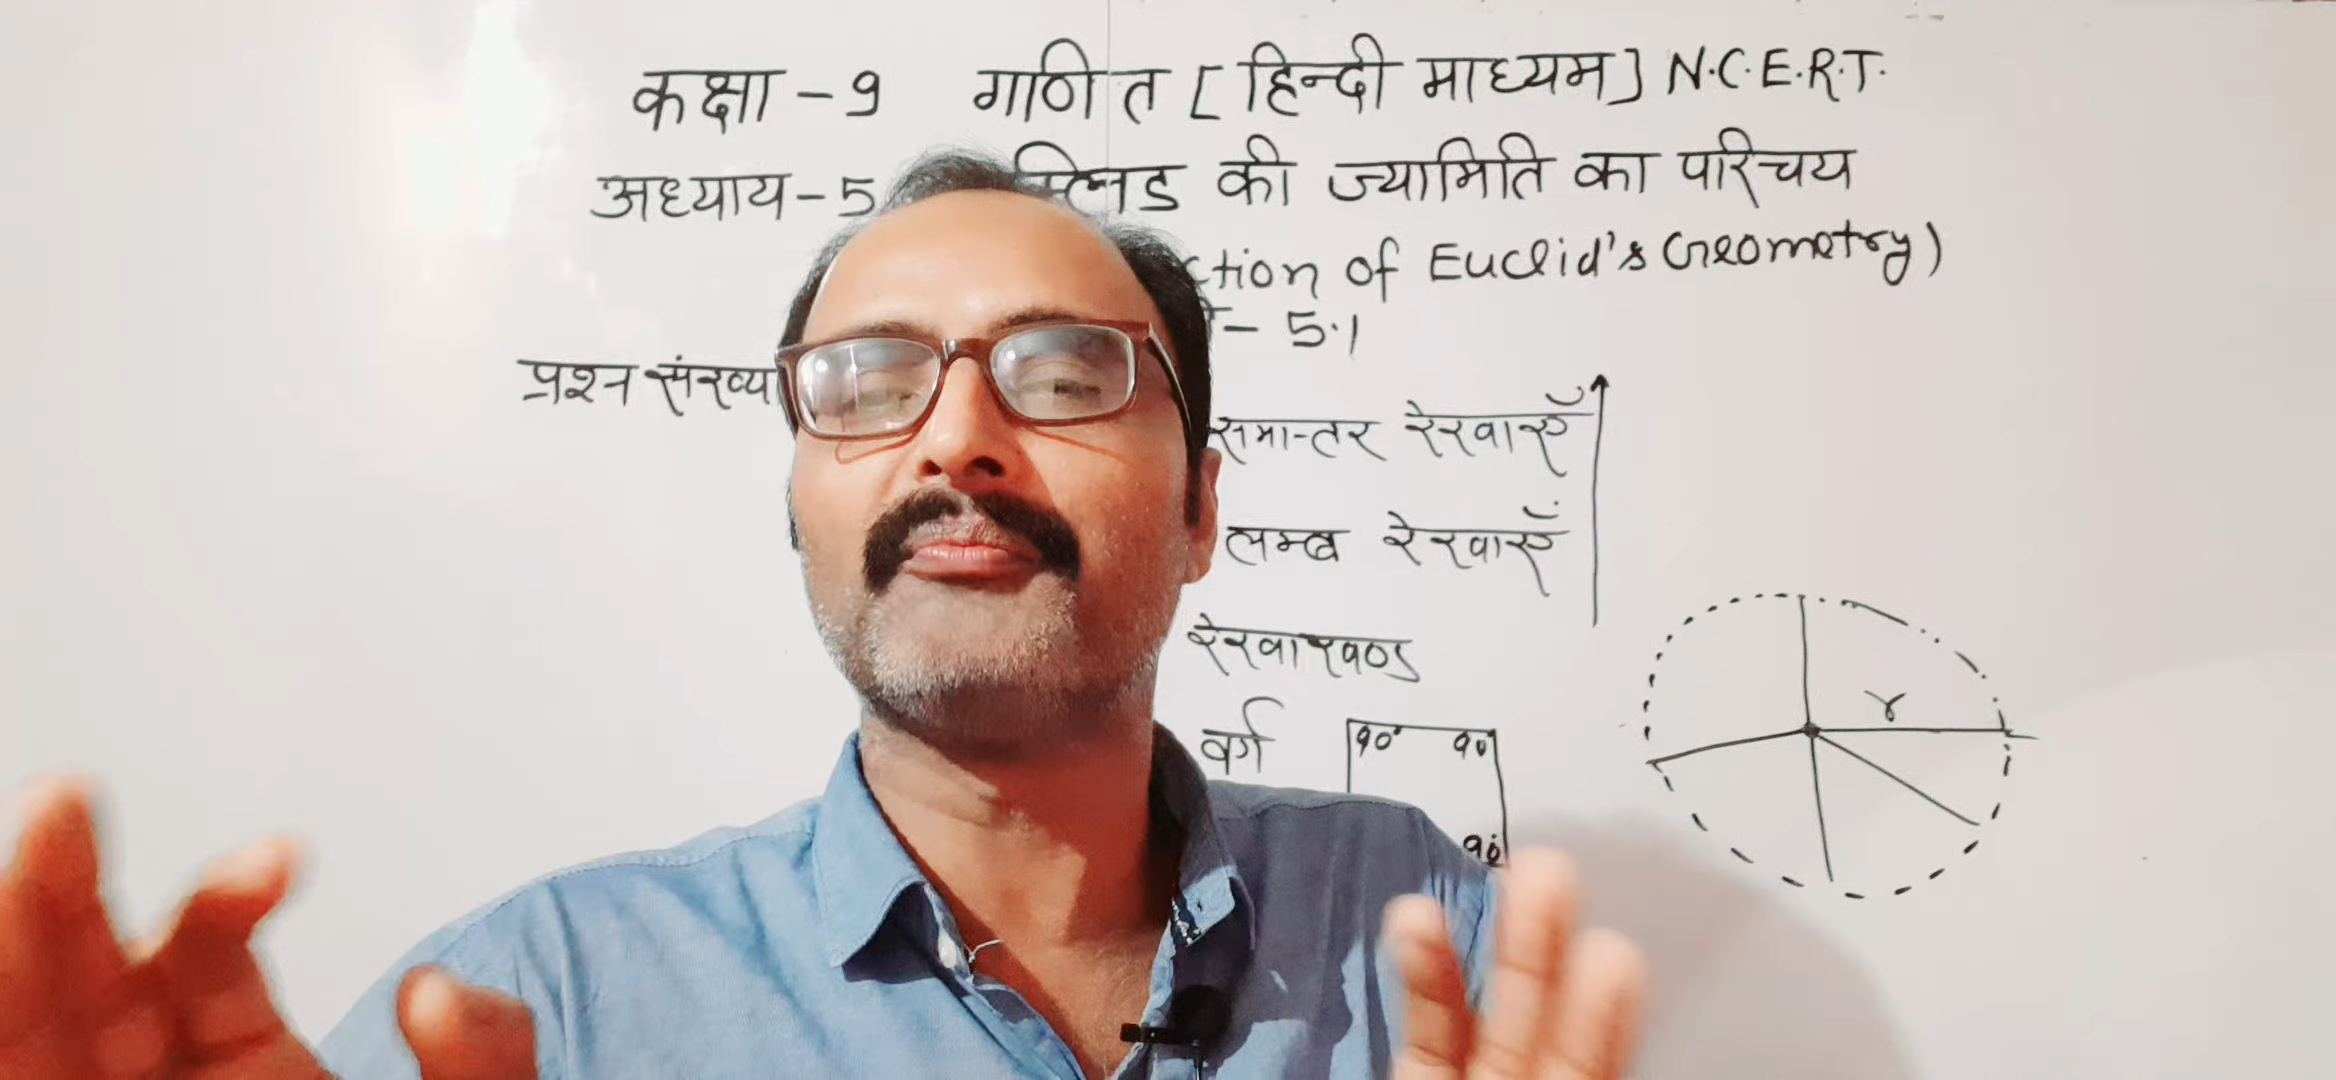 कक्षा - 9 गणित [ हिन्दी माध्यम ] N.C.E.R.T.
अध्याय - 5 की ज्यामिति का परिचय
of Euclid's Geometry)
- 5.1
प्रश्न
समान्तर रेखाएँ
लम्ब रेखाएँ
रेखाखण्ड
वर्ग 90° 90°
90°
r